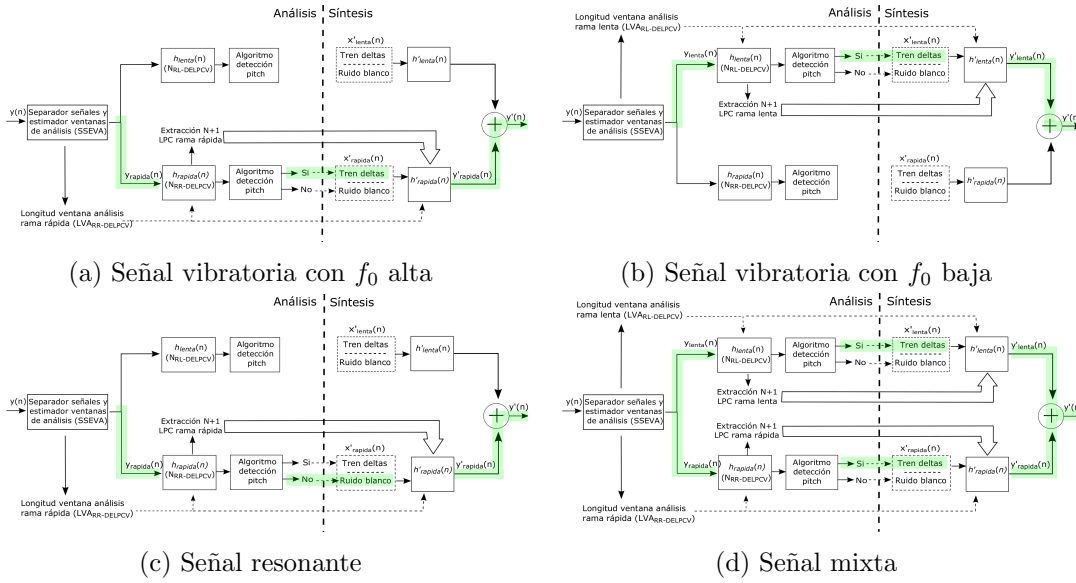 Análisis
Síntesis
hlenta(n)
(NRL-DELPCV)
Algoritmo
detección
pitch
x'lenta(n)
Tren deltas
Ruido blanco
h'lenta(n)
y(n)
Separador señales y
estimador ventanas
de análisis (SSEVA)
Extracción N+1
LPC rama rápida
y'(n)
yrapida(n)
hrapida(n)
(NRR-DELPCV)
Algoritmo
detección
pitch
Si
No
x'rapida(n)
Tren deltas
Ruido blanco
h'rapida(n)
y'rapida(n)
Longitud ventana análisis
rama rápida (LVARR-DELPCV)
(a) Señal vibratoria con f0 alta
Longitud ventana análisis
rama lenta (LVARL-DELPCV)
Análisis
Síntesis
ylenta(n)
hlenta(n)
(NRL-DELPCV)
Algoritmo
detección
pitch
Si
No
x'lenta(n)
Tren deltas
Ruido blanco
h'lenta(n)
y'lenta(n)
Extracción N+1
LPC rama lenta
y(n)
Separador señales y
estimador ventanas
de análisis (SSEVA)
hrapida(n)
(NRR-DELPCV)
Algoritmo
detección
pitch
x'rapida(n)
Tren deltas
Ruido blanco
h'rapida(n)
(b) Señal vibratoria con f0 baja
Análisis
Síntesis
hlenta(n)
(NRL-DELPCV)
Algoritmo
detección
pitch
x'lenta(n)
Tren deltas
Ruido blanco
h'lenta(n)
y(n)
Separador señales y
estimador ventanas
de análisis (SSEVA)
Extracción N+1
LPC rama rápida
y'(n)
yrapida(n)
hrapida(n)
(NRR-DELPCV)
Algoritmo
detección
pitch
Si
No
x'rapida(n)
Tren deltas
Ruido blanco
h'rapida(n)
y'rapida(n)
Longitud ventana análisis
rama rápida (LVARR-DELPCV)
(c) Señal resonante
Longitud ventana análisis
rama lenta (LVARL-DELPCV)
Análisis
Síntesis
ylenta(n)
hlenta(n)
(NRL-DELPCV)
Algoritmo
detección
pitch
Si
No
x'lenta(n)
Tren deltas
Ruido blanco
h'lenta(n)
y'lenta(n)
Extracción N+1
LPC rama lenta
y(n)
Separador señales y
estimador ventanas
de análisis (SSEVA)
Extracción N+1
LPC rama rápida
yrapida(n)
hrapida(n)
(NRR-DELPCV)
Algoritmo
detección
pitch
Si
No
x'rapida(n)
Tren deltas
Ruido blanco
h'rapida(n)
y'rapida(n)
Longitud ventana análisis
rama rápida (LVARR-DELPCV)
(d) Señal mixta